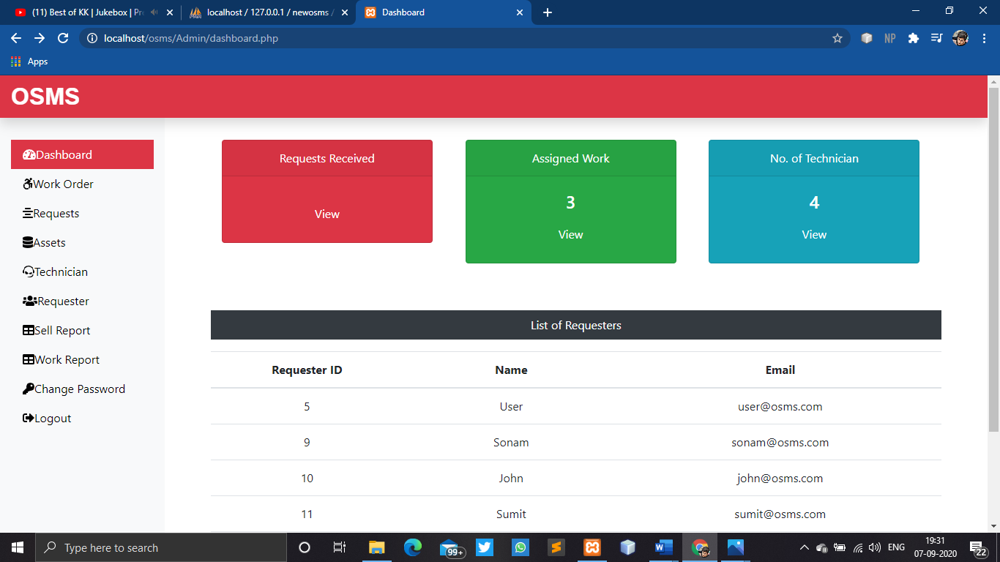 (11) Best of KK | Jukebox | Pr
localhost / 127.0.0.1 / newosms /
Dashboard
localhost/osms/Admin/dashboard.php
NP
Apps
OSMS
Dashboard
Work Order
Requests
Assets
Technician
Requester
Sell Report
Work Report
Change Password
Logout
Requests Received
View
Assigned Work
3
View
No. of Technician
4
View
List of Requesters
Requester ID Name Email
5 User user@osms.com
9 Sonam sonam@osms.com
10 John john@osms.com
11 Sumit sumit@osms.com
Type here to search
99+
ENG
19:31
07-09-2020
22